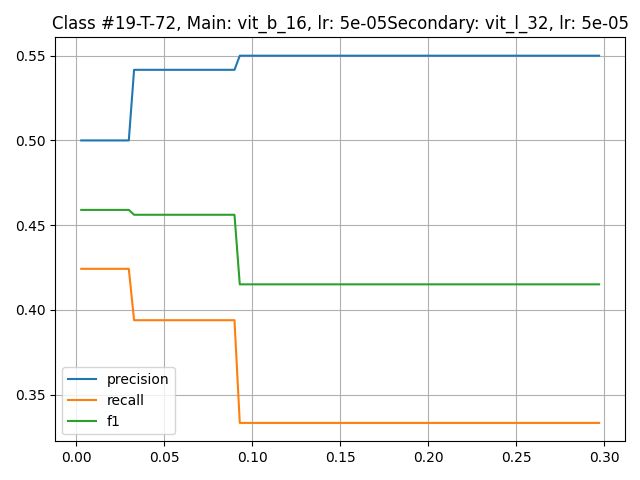 Class #19-T-72, Main: vit_b_16, lr: 5e-05Secondary: vit_l_32, lr: 5e-05
0.55
0.50
0.45
0.40
0.35
precision
recall
f1
0.00 0.05 0.10 0.15 0.20 0.25 0.30